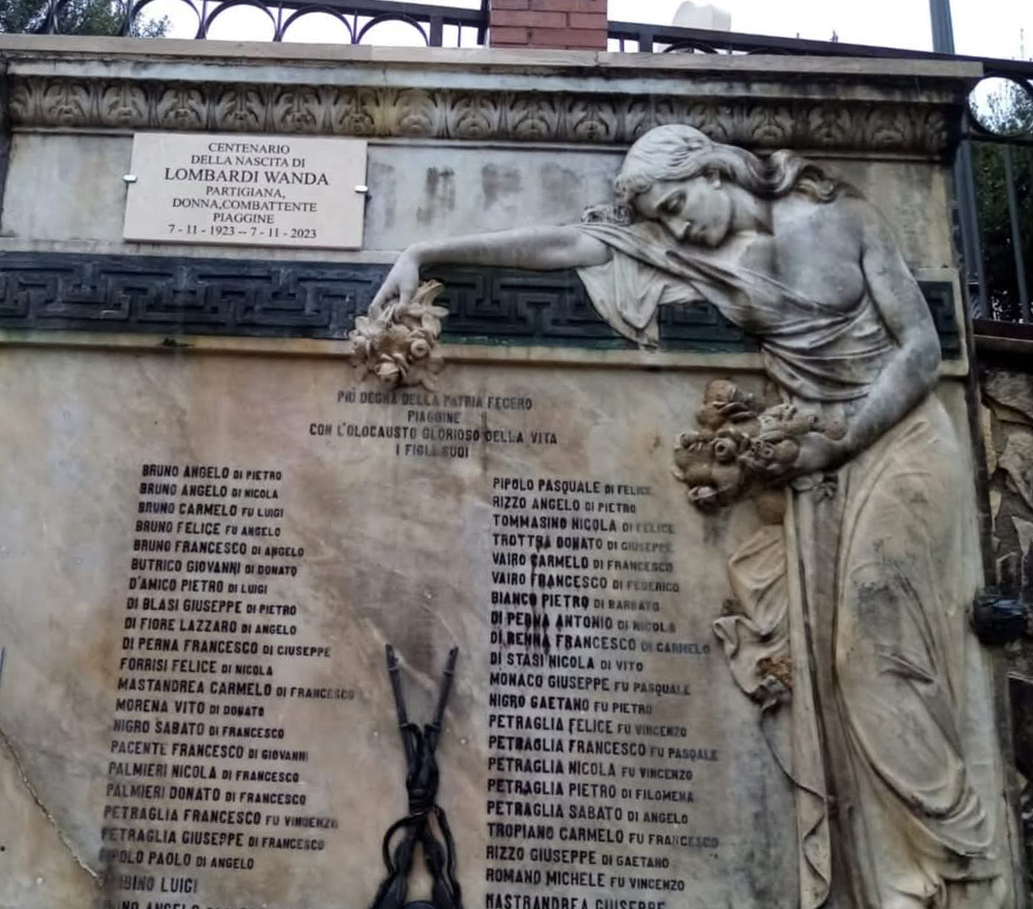 CENTENARIO
DELLA NASCITA DI
LOMBARDI WANDA
PARTIGIANA,
DONNA,COMBATTENTE
PIAGGINE
7 - 11 - 1923 -- 7 - 11 - 2023
PIÙ DEGNA DELLA PATRIA FECERO
PIAGGINE
CON L'OLOCAUSTO GLORIOSO DELLA VITA
I FIGLI SUOI
BRUNO ANGELO DI PIETRO
BRUNO ANGELO DI NICOLA
BRUNO CARMELO FU LUIGI
BRUNO FELICE FU ANGELO
BRUNO FRANCESCO DI ANGELO
BUTRICO GIOVANNI DI DONATO
D'AMICO PIETRO DI LUIGI
DI BLASI GIUSEPPE DI PIETRO
DI FIORE LAZZARO DI ANGELO
DI PERNA FRANCESCO DI GIUSEPPE
FORRISI FELICE DI NICOLA
MASTANDREA CARMELO DI FRANCESCO
MORENA VITO DI DONATO
NIGRO SABATO DI FRANCESCO
PACENTE FRANCESCO DI GIOVANNI
PALMIERI NICOLA DI FRANCESCO
PALMIERI DONATO DI FRANCESCO
PETRAGLIA FRANCESCO FU VINCENZO
PETRAGLIA GIUSEPPE DI FRANCESCO
PAOLO DI ANGELO
LUIGI
ANGELO
PIPOLO PASQUALE DI FELICE
RIZZO ANGELO DI PIETRO
TOMMASINO NICOLA DI FELICE
TROTTA DONATO DI GIUSEPPE
VAIRO CARMELO DI FRANCESCO
VAIRO FRANCESCO DI FEDERICO
BIANCO PIETRO DI BARBATO
DI PERNA ANTONIO DI NICOLA
DI RENNA FRANCESCO DI CARMELO
DI STASI NICOLA DI VITO
MONACO GIUSEPPE FU PASQUALE
NIGRO GAETANO FU PIETRO
PETRAGLIA FELICE FU VINCENZO
PETRAGLIA FRANCESCO FU PASQALE
PETRAGLIA NICOLA FU VINCENZO
PETRAGLIA PIETRO DI FILOMENA
PETRAGLIA SABATO DI ANGELO
TROPIANO CARMELO FU FRANCESCO
RIZZO GIUSEPPE DI GAETANO
ROMANO MICHELE FU VINCENZO
MASTRANDREA GIUSEPPE